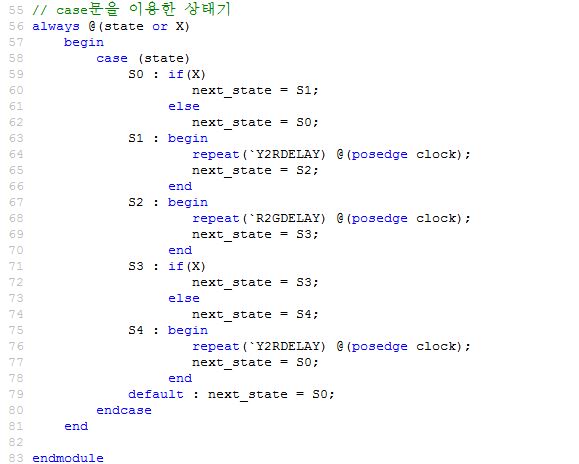 55 // case문을 이용한 상태기
56 always @(state or X)
57 begin
58 case (state)
59 S0 : if(X)
60 next_state = S1;
61 else
62 next_state = S0;
63 S1 : begin
64 repeat(`Y2RDELAY) @(posedge clock);
65 next_state = S2;
66 end
67 S2 : begin
68 repeat(`R2GDELAY) @(posedge clock);
69 next_state = S3;
70 end
71 S3 : if(X)
72 next_state = S3;
73 else
74 next_state = S4;
75 S4 : begin
76 repeat(`Y2RDELAY) @(posedge clock);
77 next_state = S0;
78 end
79 default : next_state = S0;
80 endcase
81 end
82
83 endmodule